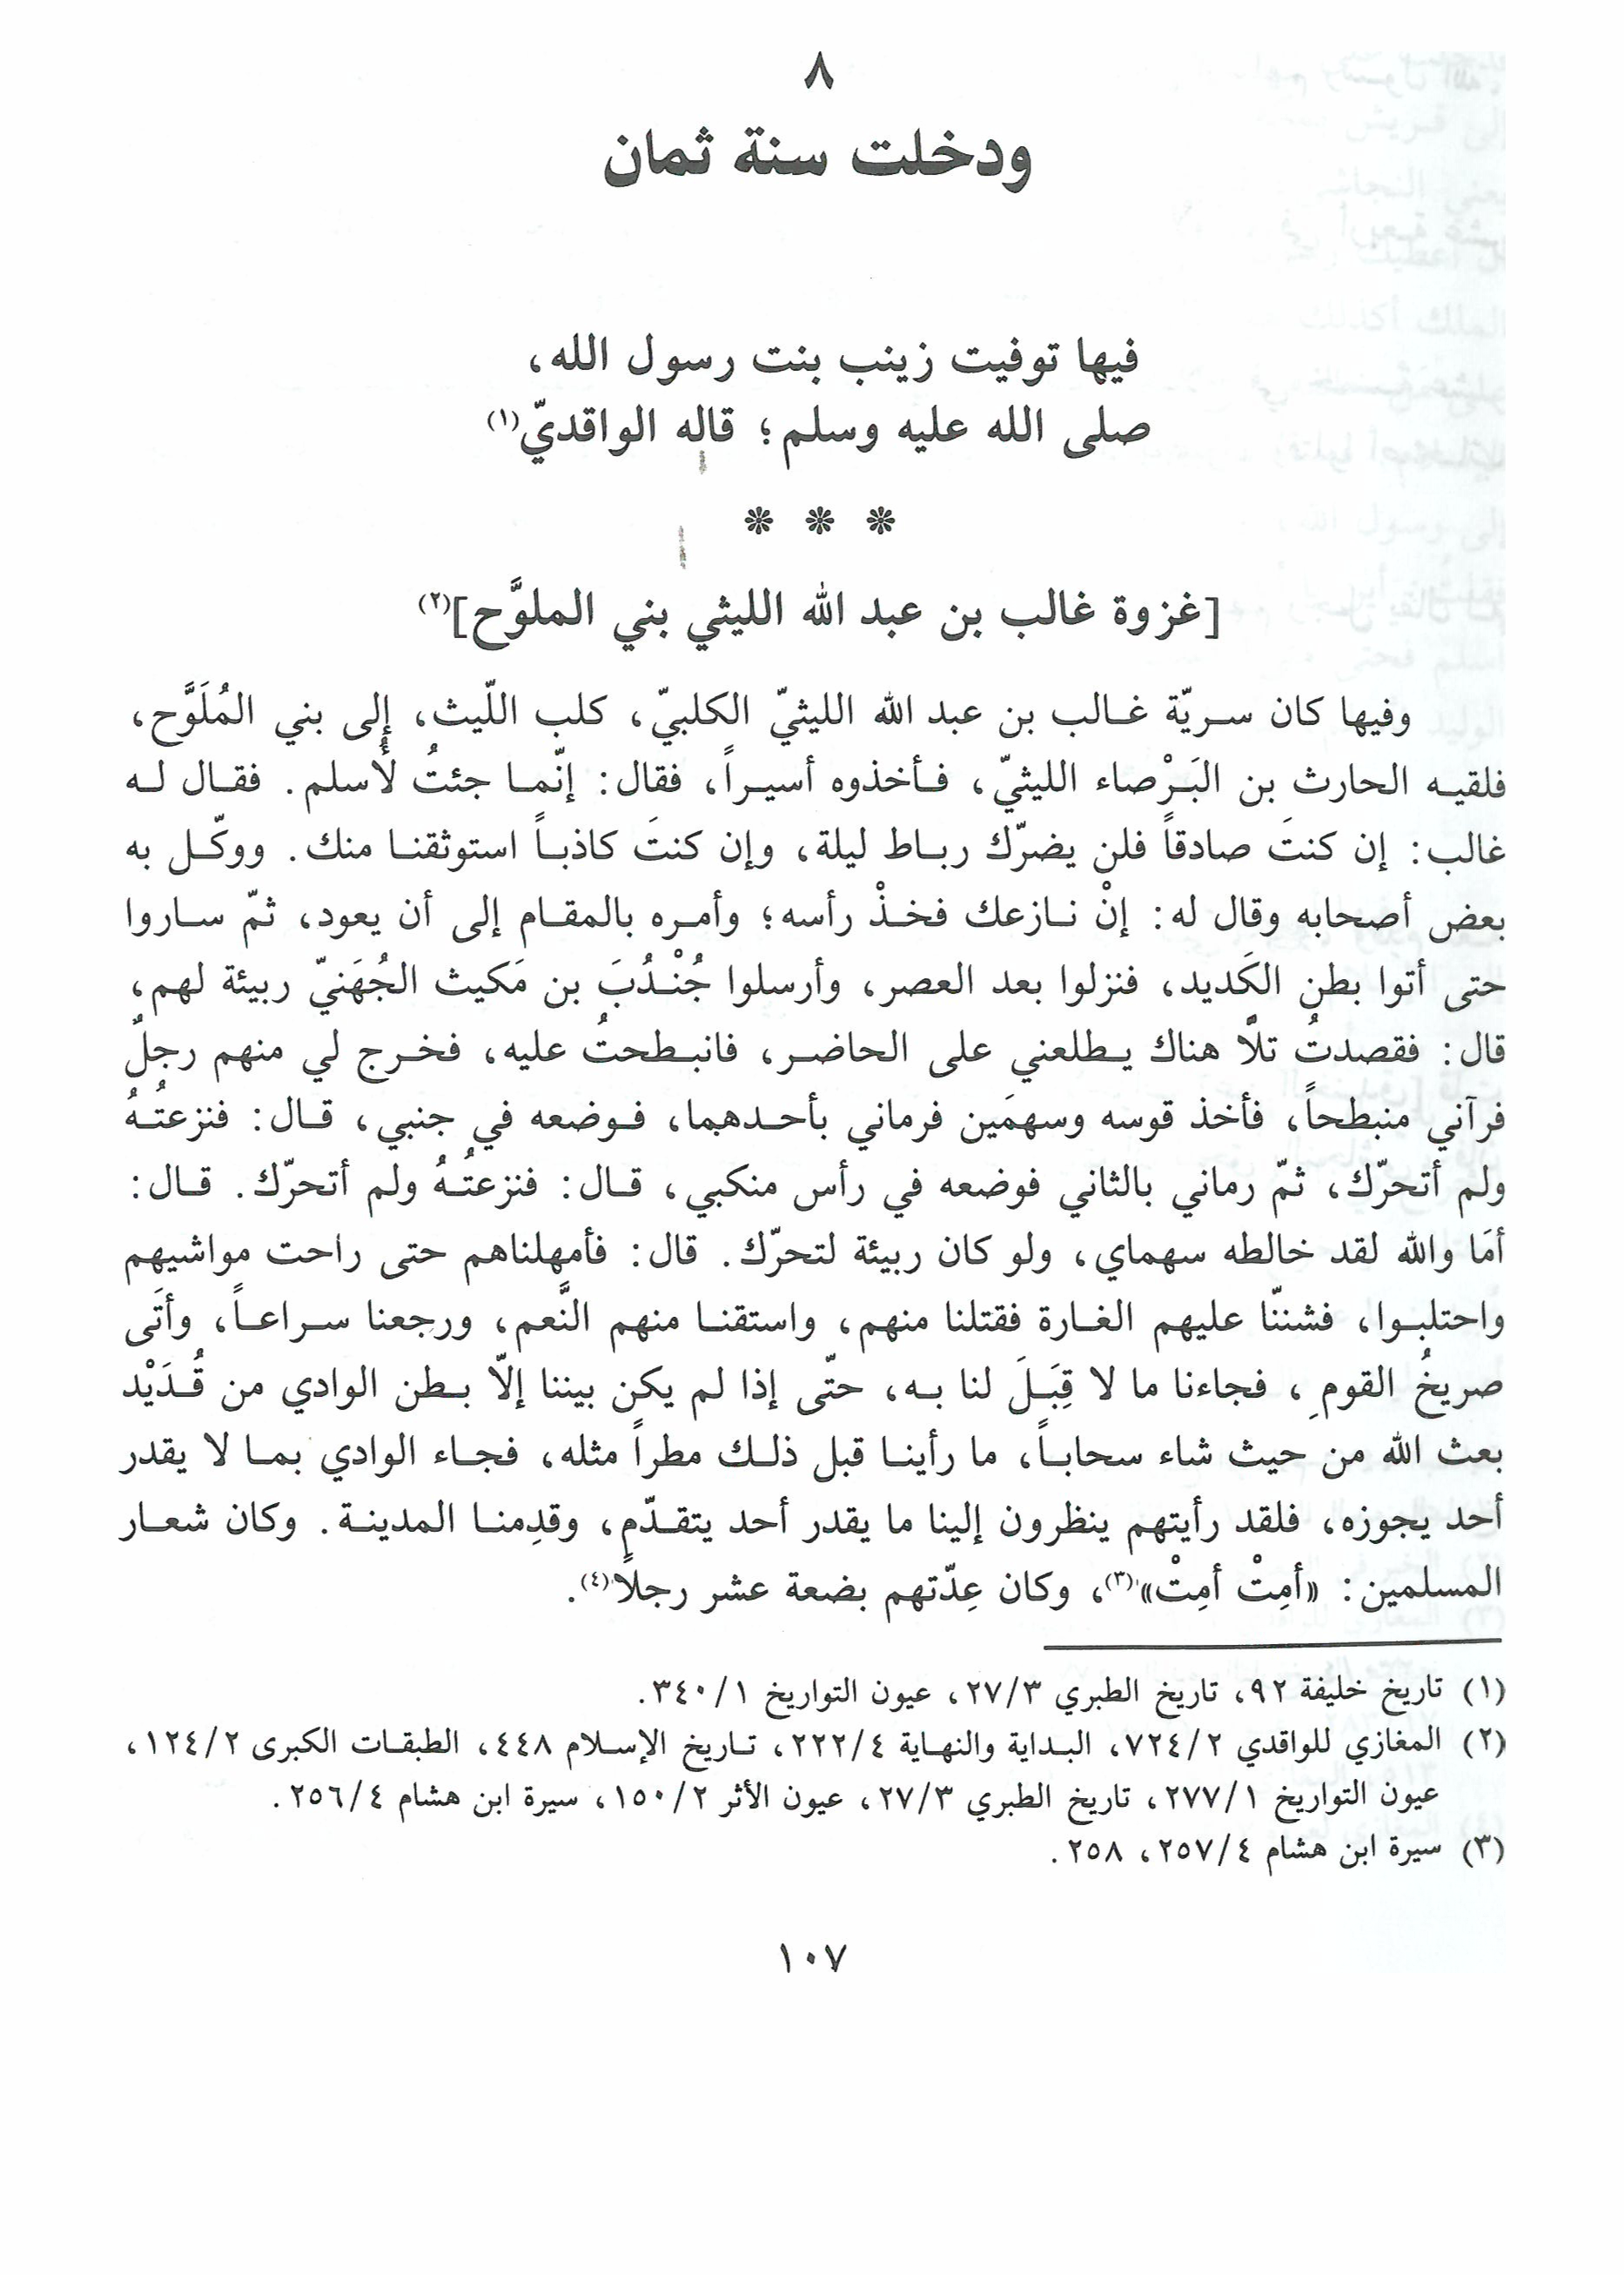 ٨
ودخلت سنة ثمان
فيها توفيت زينب بنت رسول الله،
صلى الله عليه وسلم؛ قاله الواقديّ(١)
* * *
[غزوة غالب بن عبد الله الليثي بني الملوَّح](٢)
وفيها كان سريّة غالب بن عبد الله الليثيّ الكلبيّ، كلب اللّيث، إلى بني المُلَوَّح،
فلقيه الحارث بن البَرْصاء الليثيّ، فأخذوه أسيراً، فقال: إنّما جئتُ لأُسلم. فقال له
غالب: إن كنتَ صادقاً فلن يضرّك رباط ليلة، وإن كنتَ كاذباً استوثقنا منك. ووكّل به
بعض أصحابه وقال له: إنْ نازعك فخذْ رأسه؛ وأمره بالمقام إلى أن يعود، ثمّ ساروا
حتى أتوا بطن الكَديد، فنزلوا بعد العصر، وأرسلوا جُنْدُبَ بن مَكيث الجُهَنيّ ربيئة لهم،
قال: فقصدتُ تلّاً هناك يطلعني على الحاضر، فانبطحتُ عليه، فخرج لي منهم رجلٌ
فرآني منبطحاً، فأخذ قوسه وسهمَين فرماني بأحدهما، فوضعه في جنبي، قال: فنزعتُهُ
ولم أتحرّك، ثمّ رماني بالثاني فوضعه في رأس منكبي، قال: فنزعتُهُ ولم أتحرّك. قال:
أمَا والله لقد خالطه سهماي، ولو كان ربيئة لتحرّك. قال: فأمهلناهم حتى راحت مواشيهم
واحتلبوا، فشننّا عليهم الغارة فقتلنا منهم، واستقنا منهم النَّعم، ورجعنا سراعاً، وأتَى
صريخُ القومِ، فجاءنا ما لا قِبَلَ لنا به، حتّى إذا لم يكن بيننا إلّا بطن الوادي من قُدَيْد
بعث الله من حيث شاء سحاباً، ما رأينا قبل ذلك مطراً مثله، فجاء الوادي بما لا يقدر
أحد يجوزه، فلقد رأيتهم ينظرون إلينا ما يقدر أحد يتقدّم، وقدِمنا المدينة. وكان شعار
المسلمين: «أمِتْ أمِتْ»(٣)، وكان عِدّتهم بضعة عشر رجلاً(٤).
(١) تاريخ خليفة ٩٢، تاريخ الطبري ٢٧/٣، عيون التواريخ ٣٤٠/١.
(٢) المغازي للواقدي ٧٢٤/٢، البداية والنهاية ٢٢٢/٤، تاريخ الإسلام ٤٤٨، الطبقات الكبرى ١٢٤/٢،
عيون التواريخ ٢٧٧/١، تاريخ الطبري ٢٧/٣، عيون الأثر ١٥٠/٢، سيرة ابن هشام ٢٥٦/٤.
(٣) سيرة ابن هشام ٢٥٧/٤، ٢٥٨.
١٠٧